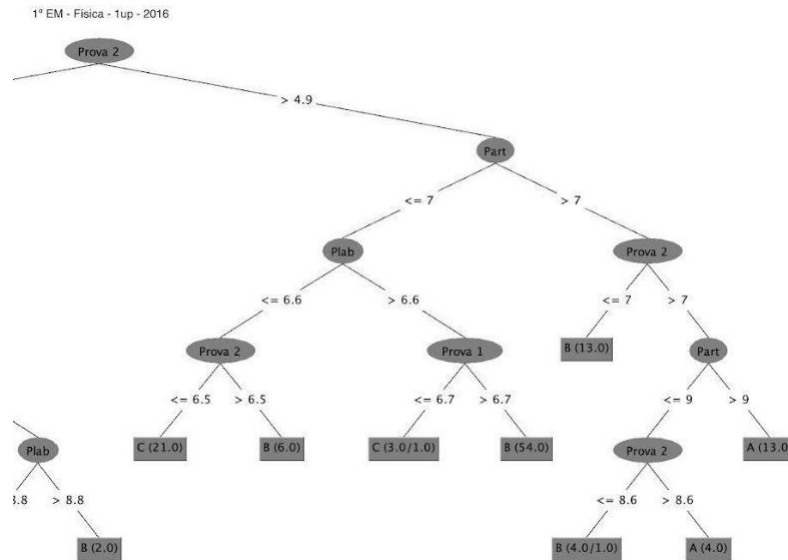 1º EM - Física - 1up - 2016
Prova 2
> 4.9
Part
<= 7 > 7
Plab Prova 2
<= 6.6 > 6.6 <= 7 > 7
Prova 2 Prova 1 B (13.0) Part
<= 6.5 > 6.5 <= 6.7 > 6.7 <= 9 > 9
Plab C (21.0) B (6.0) C (3.0/1.0) B (54.0) Prova 2 A (13.0
3.8 > 8.8 <= 8.6 > 8.6
B (2.0) B (4.0/1.0) A (4.0)